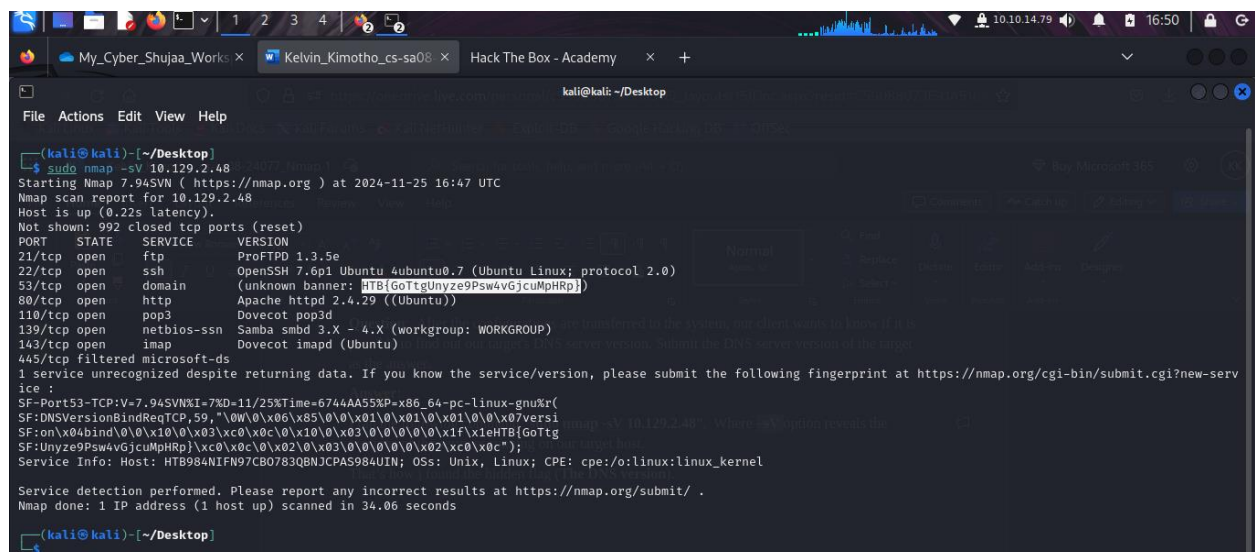 1 2 3 4
10.10.14.79
16:50
My_Cyber_Shujaa_Works
Kelvin_Kimotho_cs-sa08
Hack The Box - Academy
kali@kali: ~/Desktop
File Actions Edit View Help
┌──(kali㉿kali)-[~/Desktop]
└─$ sudo nmap -sV 10.129.2.48
Starting Nmap 7.94SVN ( https://nmap.org ) at 2024-11-25 16:47 UTC
Nmap scan report for 10.129.2.48
Host is up (0.22s latency).
Not shown: 992 closed tcp ports (reset)
PORT STATE SERVICE VERSION
21/tcp open ftp ProFTPD 1.3.5e
22/tcp open ssh OpenSSH 7.6p1 Ubuntu 4ubuntu0.7 (Ubuntu Linux; protocol 2.0)
53/tcp open domain (unknown banner: HTB{GoTtgUnyze9Psw4vGjcuMpHRp})
80/tcp open http Apache httpd 2.4.29 ((Ubuntu))
110/tcp open pop3 Dovecot pop3d
139/tcp open netbios-ssn Samba smbd 3.X - 4.X (workgroup: WORKGROUP)
143/tcp open imap Dovecot imapd (Ubuntu)
445/tcp filtered microsoft-ds
1 service unrecognized despite returning data. If you know the service/version, please submit the following fingerprint at https://nmap.org/cgi-bin/submit.cgi?new-serv
ice :
SF-Port53-TCP:V=7.94SVN%I=7%D=11/25%Time=6744AA55%P=x86_64-pc-linux-gnu%r(
SF:DNSVersionBindReqTCP,59,"\0W\0\x06\x85\0\0\x01\0\x01\0\x01\0\0\x07versi
SF:on\x04bind\0\0\x10\0\x03\xc0\x0c\0\x10\0\x03\0\0\0\0\0\x1f\x1eHTB{GoTtg
SF:Unyze9Psw4vGjcuMpHRp}\xc0\x0c\0\x02\0\x03\0\0\0\0\0\x02\xc0\x0c");
Service Info: Host: HTB984NIFN97CBO783QBNJCPAS984UIN; OSs: Unix, Linux; CPE: cpe:/o:linux:linux_kernel
Service detection performed. Please report any incorrect results at https://nmap.org/submit/ .
Nmap done: 1 IP address (1 host up) scanned in 34.06 seconds
┌──(kali㉿kali)-[~/Desktop]
└─$